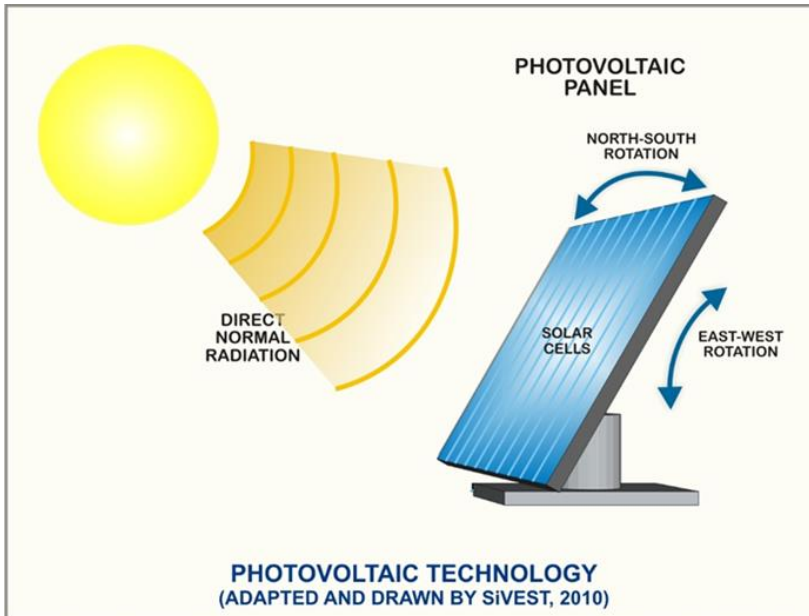 PHOTOVOLTAIC
PANEL
NORTH-SOUTH
ROTATION
DIRECT
NORMAL
RADIATION
SOLAR
CELLS
EAST-WEST
ROTATION
PHOTOVOLTAIC TECHNOLOGY
(ADAPTED AND DRAWN BY SiVEST, 2010)